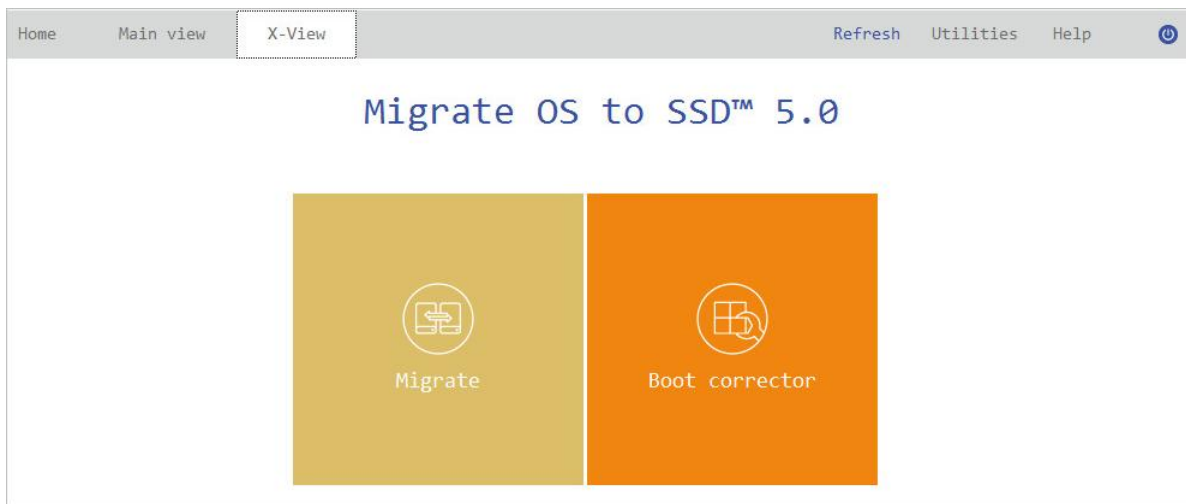 Home Main view X-View Refresh Utilities Help
Migrate OS to SSD™ 5.0
Migrate Boot corrector